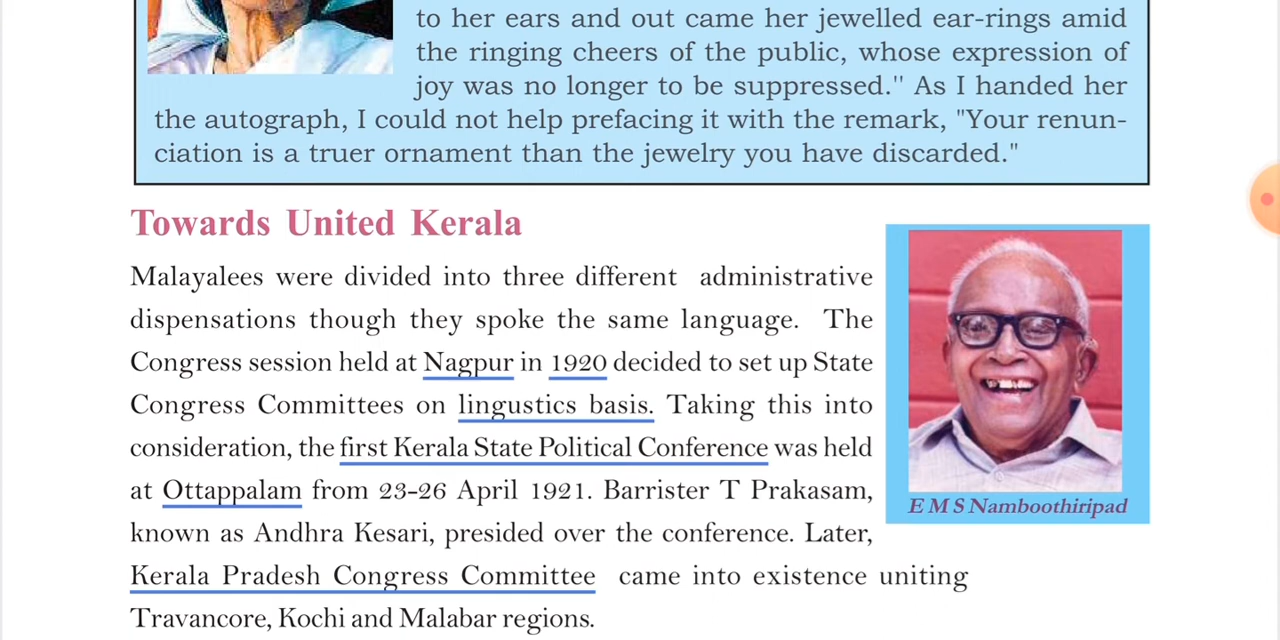 to her ears and out came her jewelled ear-rings amid
the ringing cheers of the public, whose expression of
joy was no longer to be suppressed." As I handed her
the autograph, I could not help prefacing it with the remark, "Your renun-
ciation is a truer ornament than the jewelry you have discarded."
Towards United Kerala
Malayalees were divided into three different administrative
dispensations though they spoke the same language. The
Congress session held at Nagpur in 1920 decided to set up State
Congress Committees on lingustics basis. Taking this into
consideration, the first Kerala State Political Conference was held
at Ottappalam from 23-26 April 1921. Barrister T Prakasam,
known as Andhra Kesari, presided over the conference. Later,
Kerala Pradesh Congress Committee came into existence uniting
Travancore, Kochi and Malabar regions.
E M S Namboothiripad